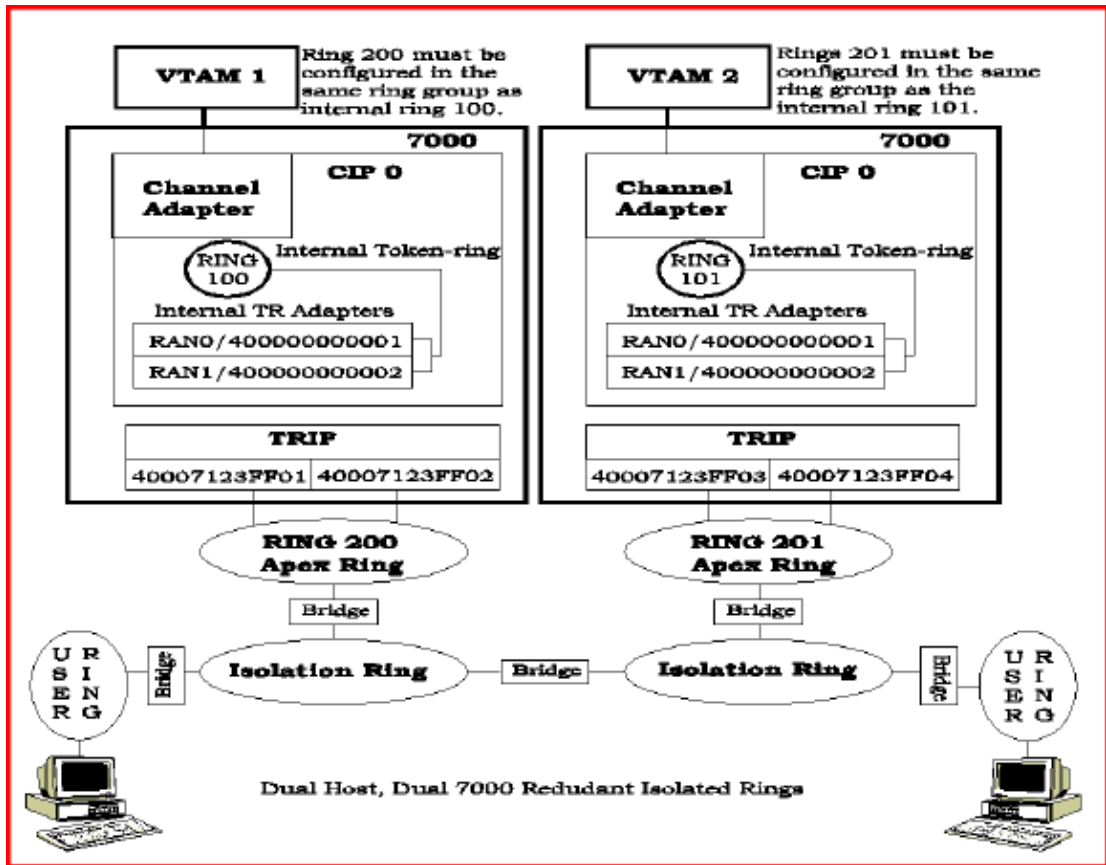 VTAM 1
Ring 200 must be
configured in the
same ring group as
internal ring 100.
VTAM 2
Rings 201 must be
configured in the same
ring group as the
internal ring 101.
7000
CIP 0
Channel
Adapter
RING
100
Internal Token-ring
Internal TR Adapters
RAN0/400000000001
RAN1/400000000002
TRIP
40007123FF01
40007123FF02
7000
CIP 0
Channel
Adapter
RING
101
Internal Token-ring
Internal TR Adapters
RAN0/400000000001
RAN1/400000000002
TRIP
40007123FF03
40007123FF04
RING 200
Apex Ring
RING 201
Apex Ring
Bridge
Bridge
USER RING
Bridge
Isolation Ring
Bridge
Isolation Ring
Bridge
USER RING
Dual Host, Dual 7000 Redudant Isolated Rings